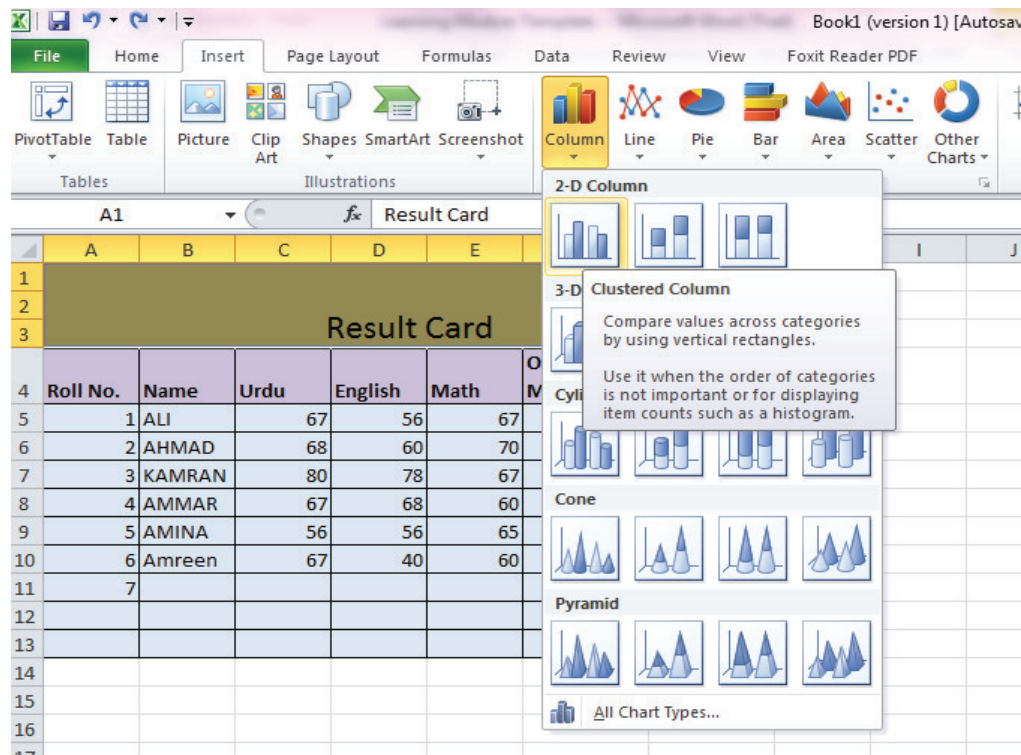 Book1 (version 1) [Autosav
File Home Insert Page Layout Formulas Data Review View Foxit Reader PDF
PivotTable Table Picture Clip Art Shapes SmartArt Screenshot Column Line Pie Bar Area Scatter Other Charts
Tables Illustrations
2-D Column
A1 fx Result Card
A B C D E I J
Clustered Column
Compare values across categories
by using vertical rectangles.
Use it when the order of categories
is not important or for displaying
item counts such as a histogram.
3-D
Cyli
Cone
Pyramid
All Chart Types...
1
2
3 Result Card
O
4 Roll No. Name Urdu English Math M
5 1 ALI 67 56 67
6 2 AHMAD 68 60 70
7 3 KAMRAN 80 78 67
8 4 AMMAR 67 68 60
9 5 AMINA 56 56 65
10 6 Amreen 67 40 60
11 7
12
13
14
15
16
17